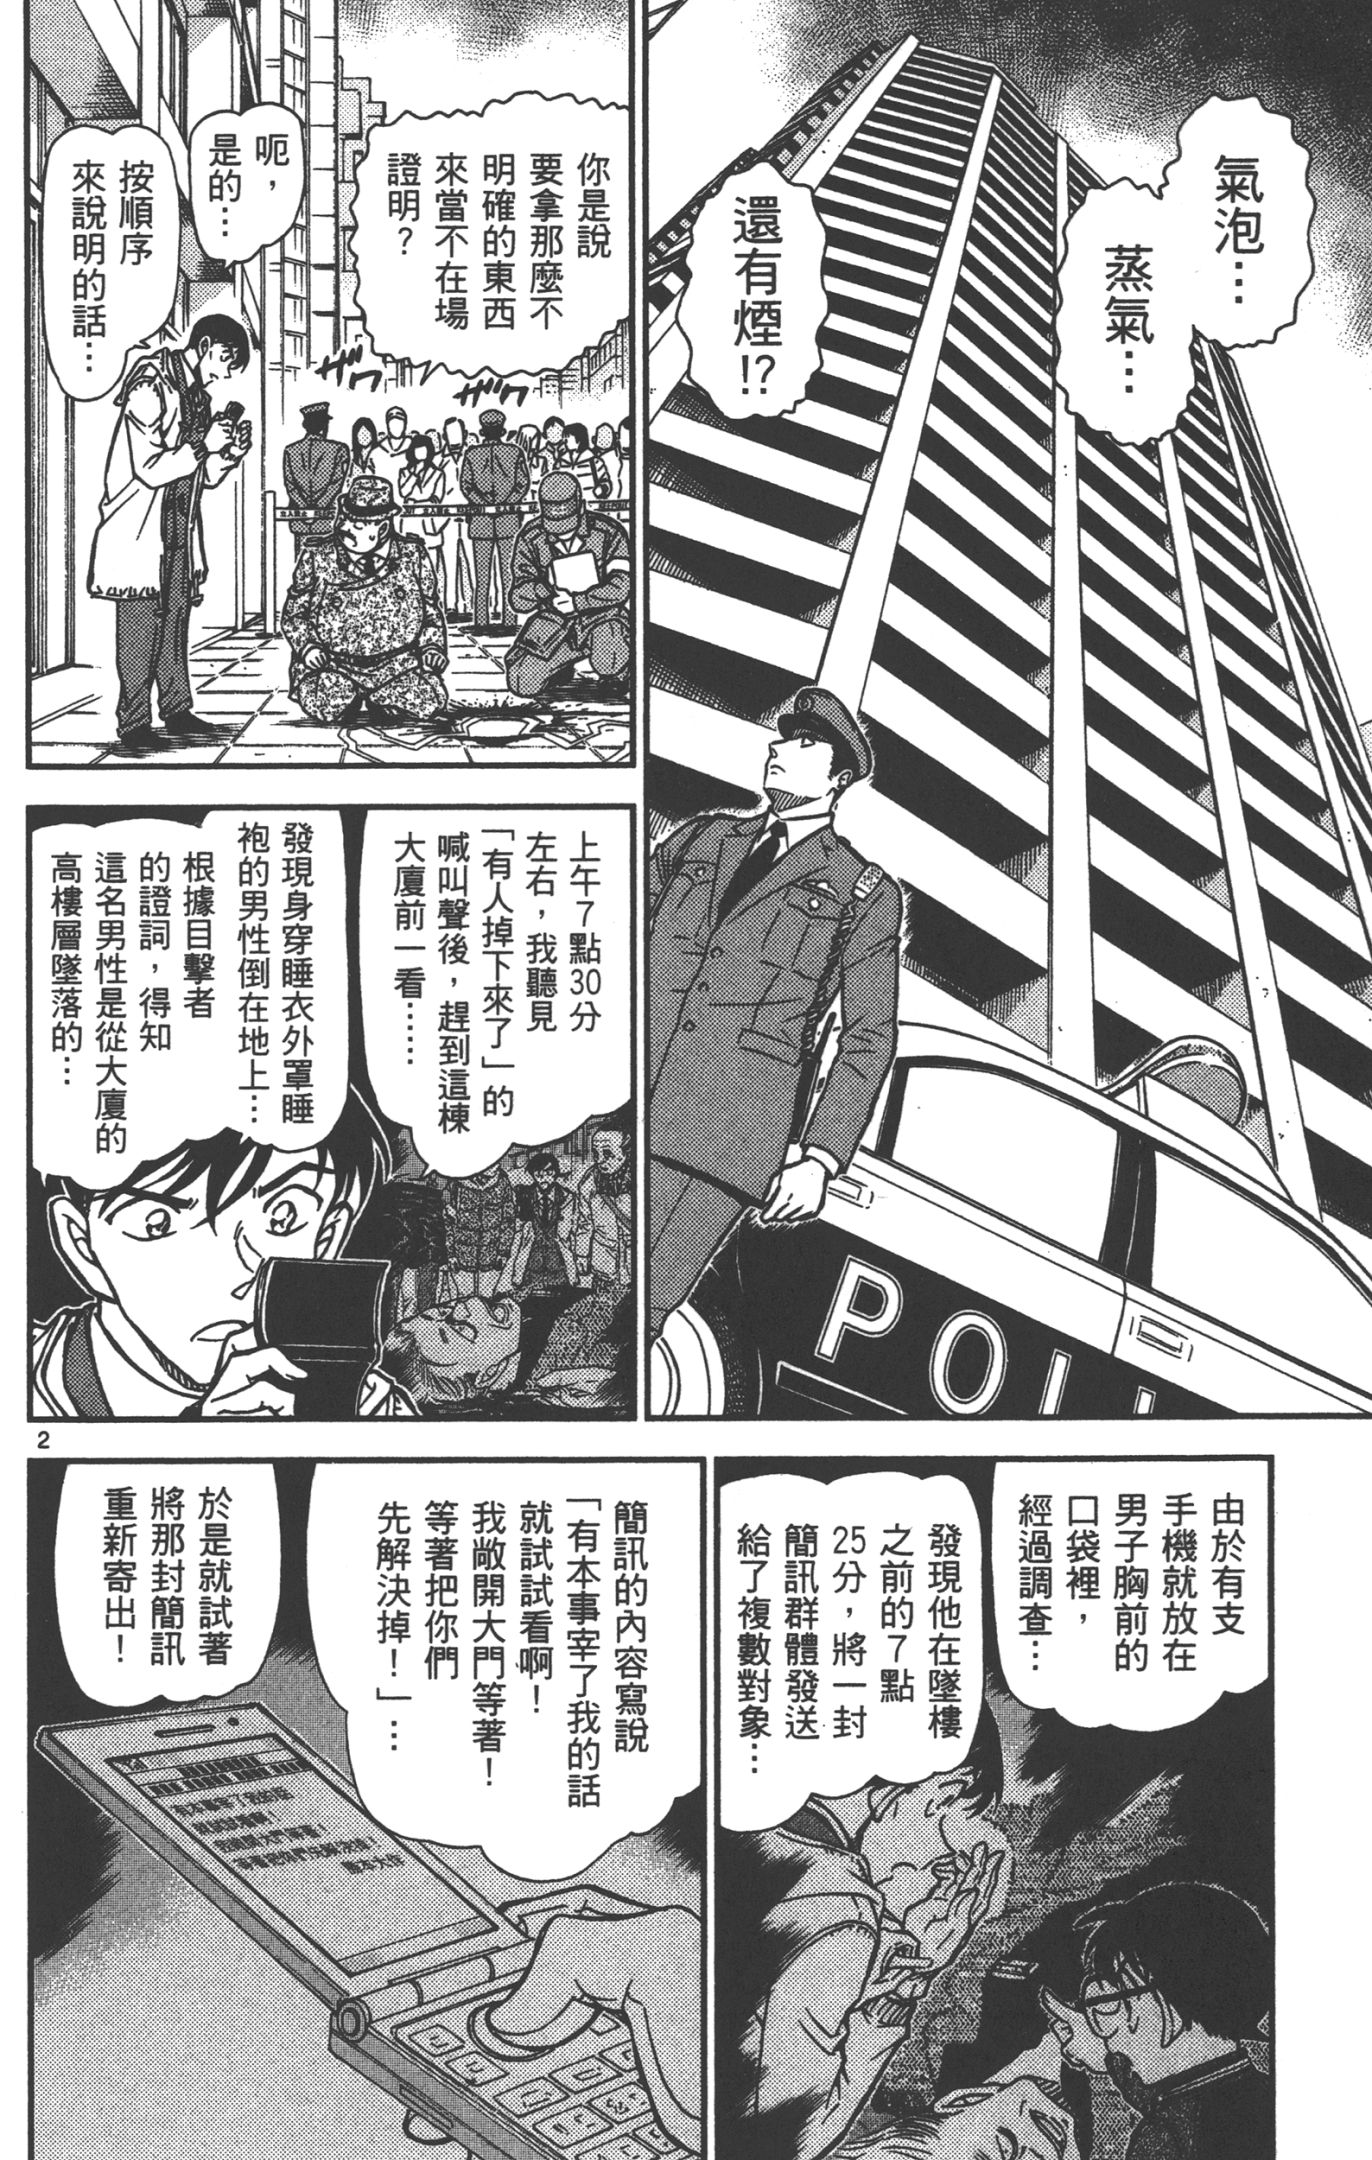 氣泡…
蒸氣…
還有煙!?
POLI
你是說
要拿那麼不
明確的東西
來當不在場
證明？
呃，
是的…
按順序
來說明的話…
ザワ
ザワ
上午7點30分
左右，我聽見
「有人掉下來了」的
喊叫聲後，趕到這棟
大廈前一看……
發現身穿睡衣外罩睡
袍的男性倒在地上…
根據目擊者
的證詞，得知
這名男性是從大廈的
高樓層墜落的…
2
由於有支
手機就放在
男子胸前的
口袋裡，
經過調查…
發現他在墜樓
之前的7點
25分，將一封
簡訊群體發送
給了複數對象…
簡訊的內容寫說
「有本事宰了我的話
就試試看啊！
我敞開大門等著！
等著把你們
先解決掉！」…
於是就試著
將那封簡訊
重新寄出！